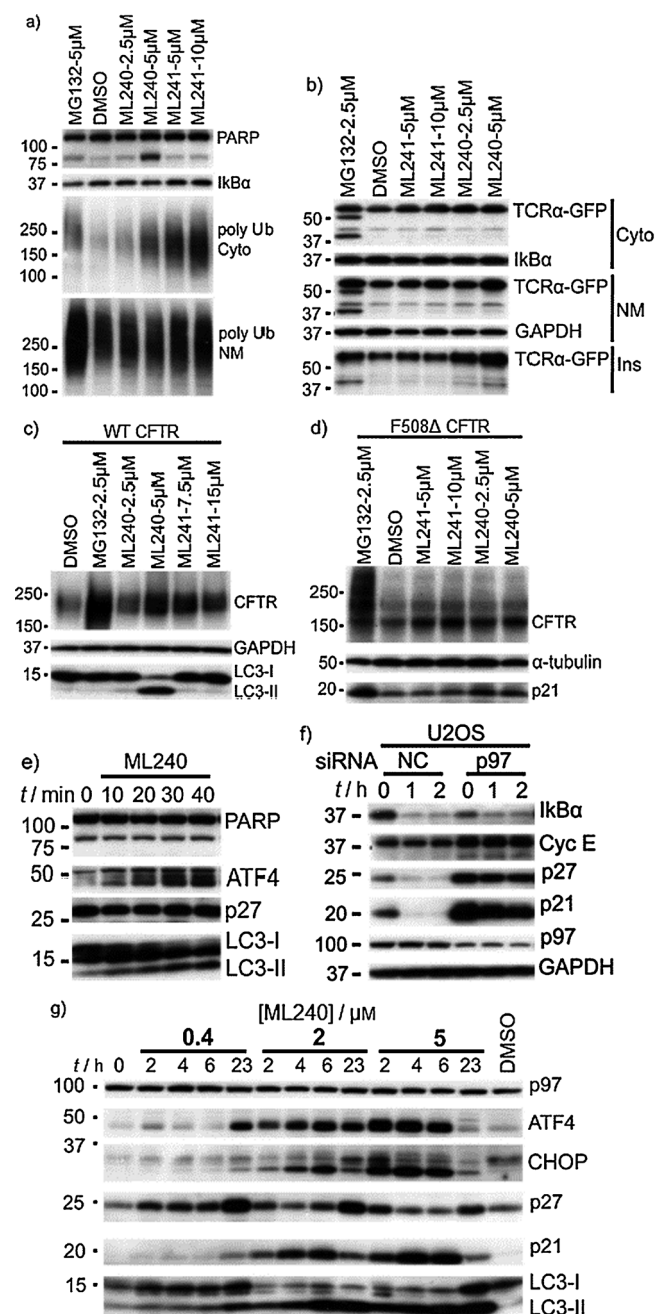 a)
MG132-5µM
DMSO
ML240-2.5µM
ML240-5µM
ML241-5µM
ML241-10µM
100
75
PARP
37
IkBα
250
150
100
poly Ub
Cyto
250
150
100
poly Ub
NM
b)
MG132-2.5µM
DMSO
ML241-5µM
ML241-10µM
ML240-2.5µM
ML240-5µM
50
37
TCRα-GFP
37
IkBα
Cyto
50
37
TCRα-GFP
37
GAPDH
NM
50
37
TCRα-GFP
Ins
c)
WT CFTR
DMSO
MG132-2.5µM
ML240-2.5µM
ML240-5µM
ML241-7.5µM
ML241-15µM
250
150
CFTR
37
GAPDH
15
LC3-I
LC3-II
d)
F508Δ CFTR
MG132-2.5µM
DMSO
ML241-5µM
ML241-10µM
ML240-2.5µM
ML240-5µM
250
150
CFTR
50
α-tubulin
20
p21
e)
ML240
t / min 0 10 20 30 40
100
75
PARP
50
ATF4
25
p27
15
LC3-I
LC3-II
f)
U2OS
siRNA NC p97
t / h 0 1 2 0 1 2
37
IkBα
37
Cyc E
25
p27
20
p21
100
p97
37
GAPDH
g)
[ML240] / µM
0.4 2 5 DMSO
t / h 0 2 4 6 23 2 4 6 23 2 4 6 23
100
p97
50
ATF4
37
CHOP
25
p27
20
p21
15
LC3-I
LC3-II